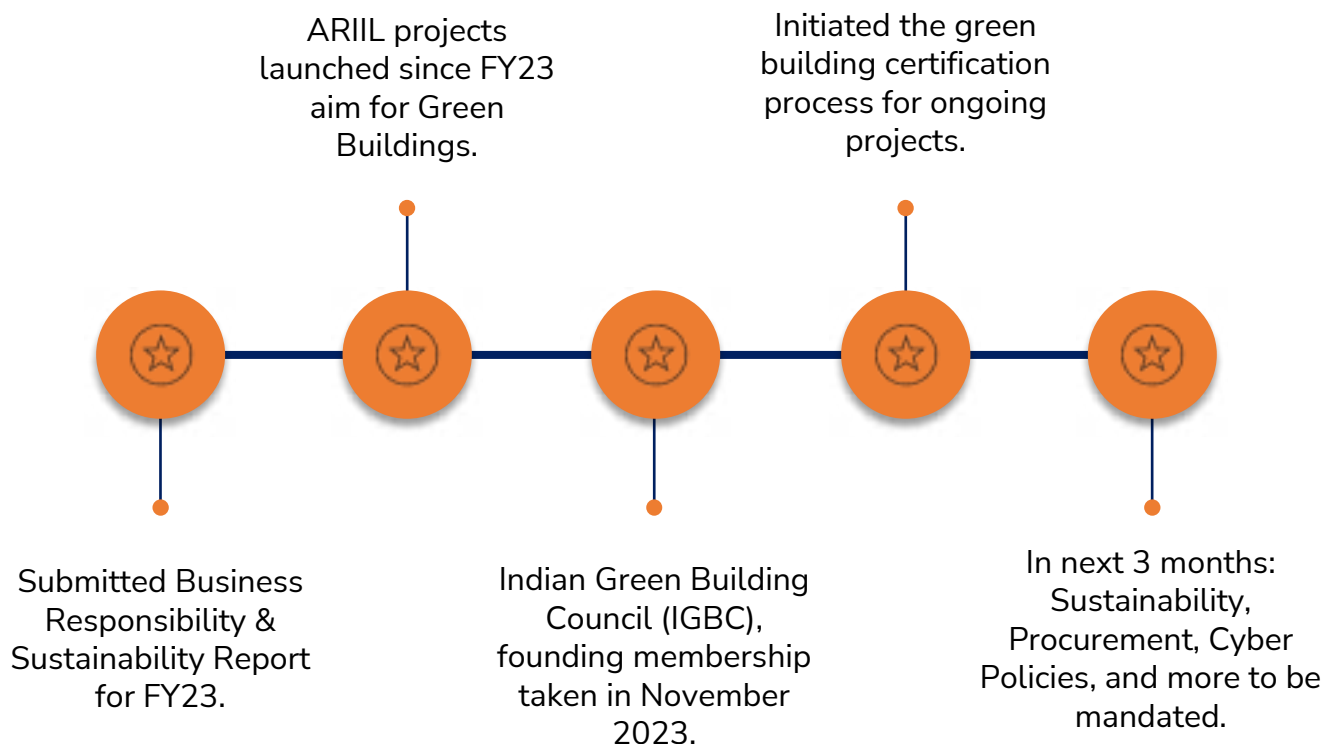 ARIIL projects
launched since FY23
aim for Green
Buildings.
Initiated the green
building certification
process for ongoing
projects.
Submitted Business
Responsibility &
Sustainability Report
for FY23.
Indian Green Building
Council (IGBC),
founding membership
taken in November
2023.
In next 3 months:
Sustainability,
Procurement, Cyber
Policies, and more to be
mandated.